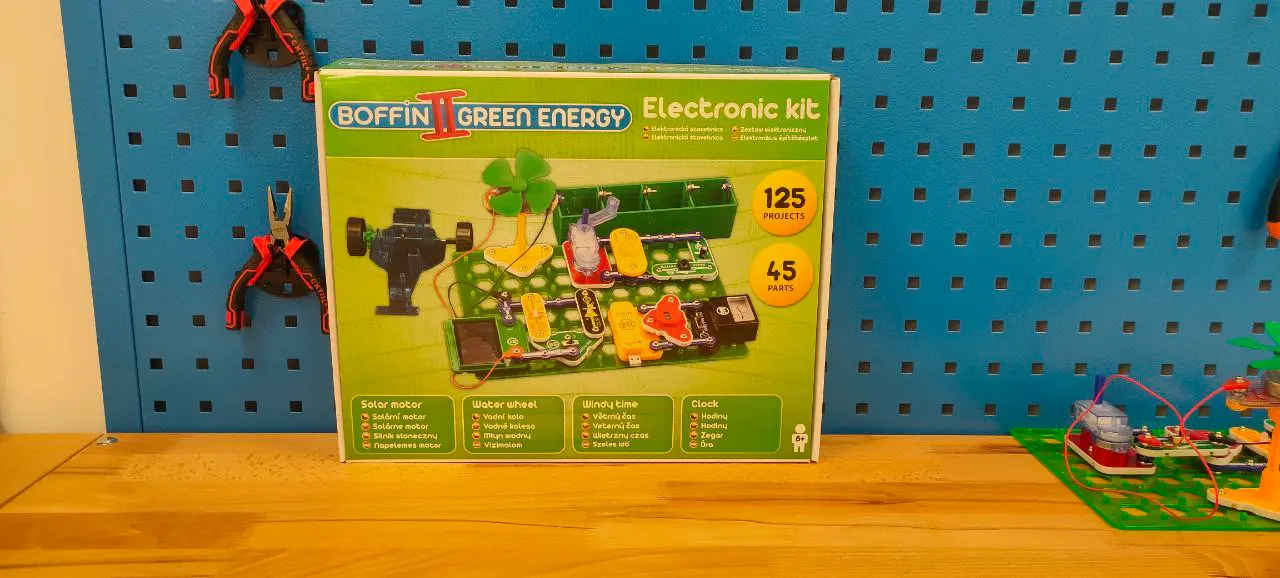 BOFFIN II GREEN ENERGY
Electronic kit
Elektronická stavebnice
Zestaw elektroniczny
Elektronická stavebnica
Elektronikus építőkészlet
125
PROJECTS
45
PARTS
Solar motor
Solární motor
Solárne motor
Silnik słoneczny
Napelemes motor
Water wheel
Vodní kolo
Vodné koleso
Młyn wodny
Vízimalom
Windy time
Větrný čas
Veterný čas
Wietrzny czas
Szeles idő
Clock
Hodiny
Hodiny
Zegar
Óra
8+
EXTOL